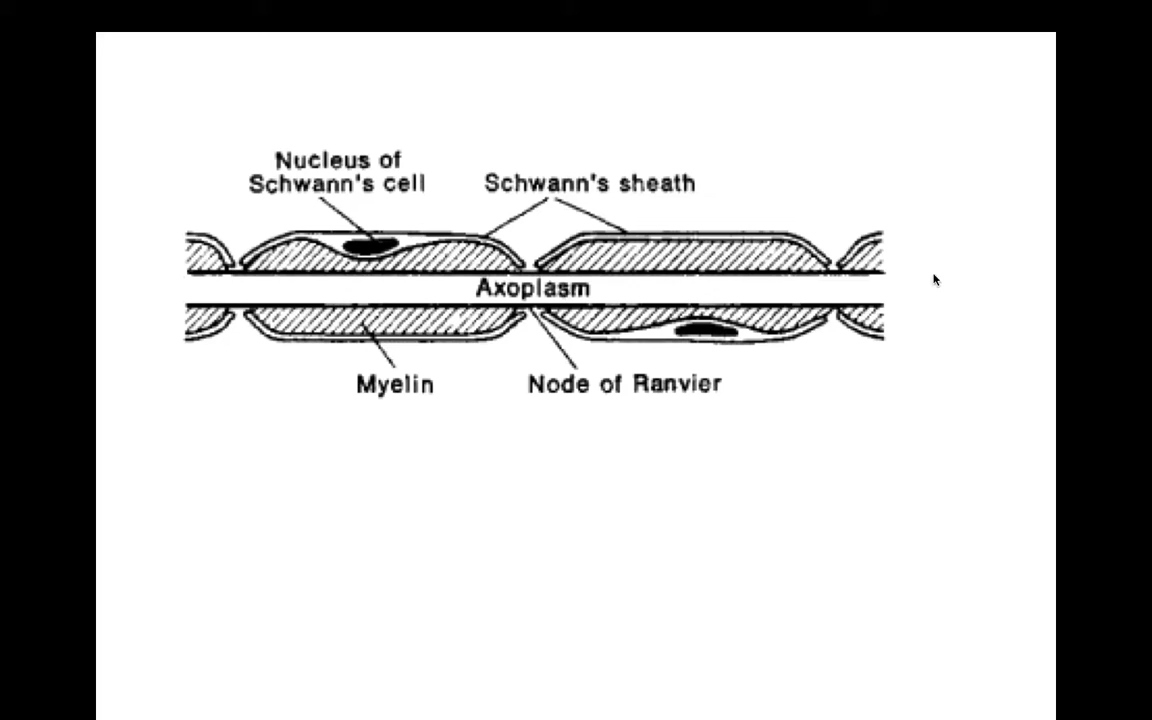 Nucleus of
Schwann's cell
Schwann's sheath
Axoplasm
Myelin
Node of Ranvier